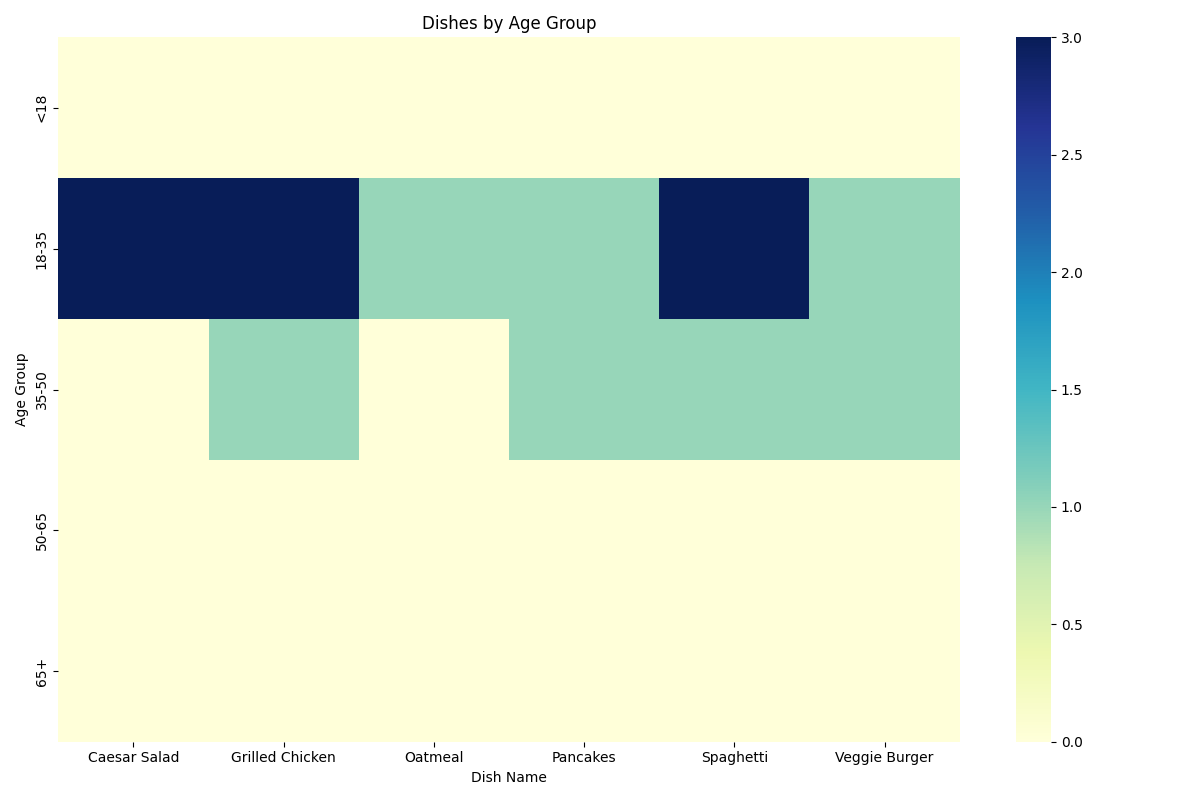 Dishes by Age Group
Age Group
<18
18-35
35-50
50-65
65+
Caesar Salad
Grilled Chicken
Oatmeal
Pancakes
Spaghetti
Veggie Burger
Dish Name
3.0
2.5
2.0
1.5
1.0
0.5
0.0